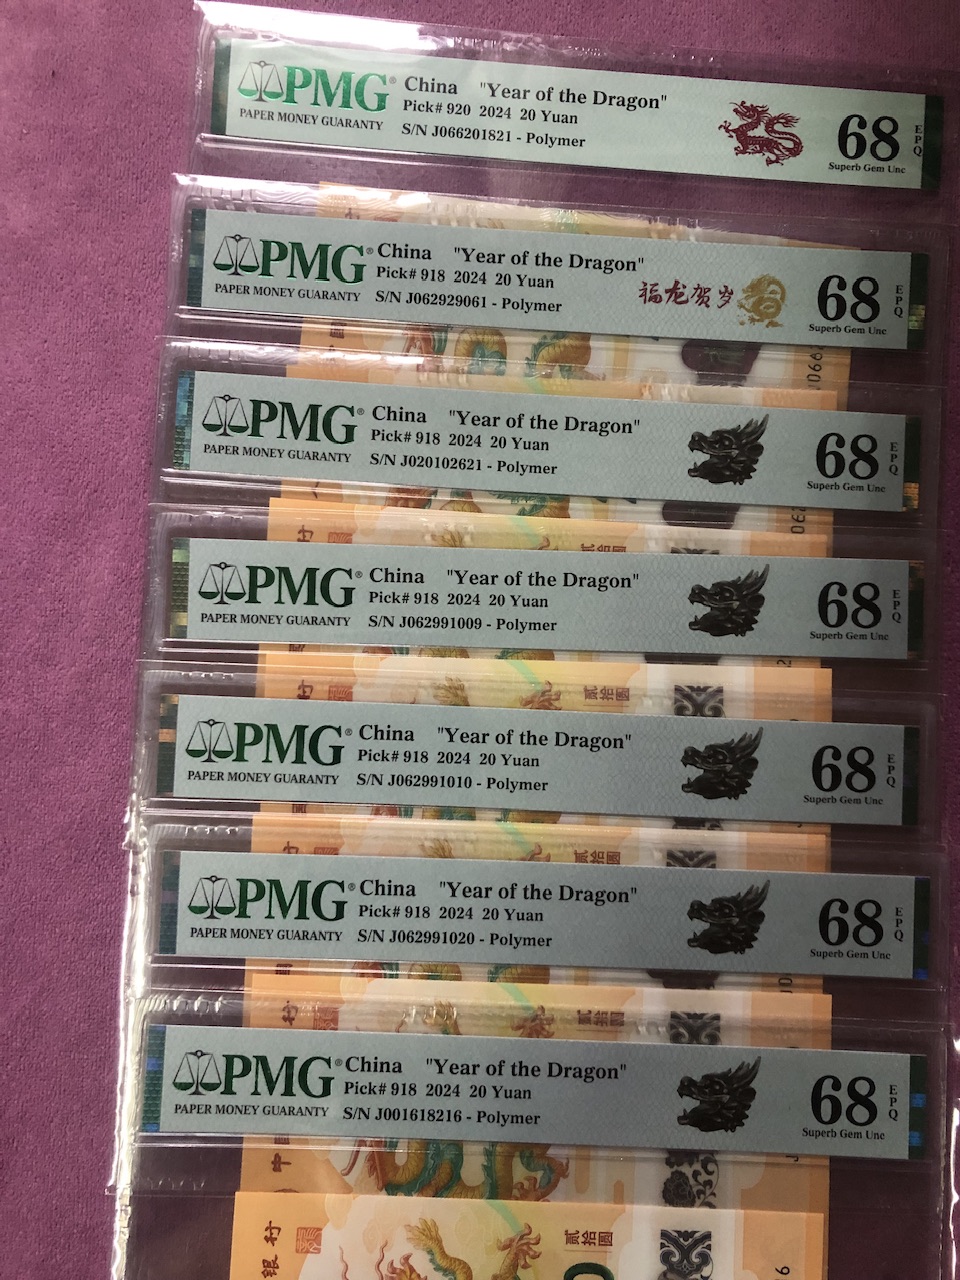 PMG®
PAPER MONEY GUARANTY
China "Year of the Dragon"
Pick# 920 2024 20 Yuan
S/N J066201821 - Polymer
68
EPQ
Superb Gem Unc
PMG®
PAPER MONEY GUARANTY
China "Year of the Dragon"
Pick# 918 2024 20 Yuan
S/N J062929061 - Polymer
福龙贺岁
68
EPQ
Superb Gem Unc
PMG®
PAPER MONEY GUARANTY
China "Year of the Dragon"
Pick# 918 2024 20 Yuan
S/N J020102621 - Polymer
68
EPQ
Superb Gem Unc
贰拾圆
PMG®
PAPER MONEY GUARANTY
China "Year of the Dragon"
Pick# 918 2024 20 Yuan
S/N J062991009 - Polymer
68
EPQ
Superb Gem Unc
贰拾圆
PMG®
PAPER MONEY GUARANTY
China "Year of the Dragon"
Pick# 918 2024 20 Yuan
S/N J062991010 - Polymer
68
EPQ
Superb Gem Unc
贰拾圆
PMG®
PAPER MONEY GUARANTY
China "Year of the Dragon"
Pick# 918 2024 20 Yuan
S/N J062991020 - Polymer
68
EPQ
Superb Gem Unc
贰拾圆
PMG®
PAPER MONEY GUARANTY
China "Year of the Dragon"
Pick# 918 2024 20 Yuan
S/N J001618216 - Polymer
68
EPQ
Superb Gem Unc
中
银行
贰拾圆